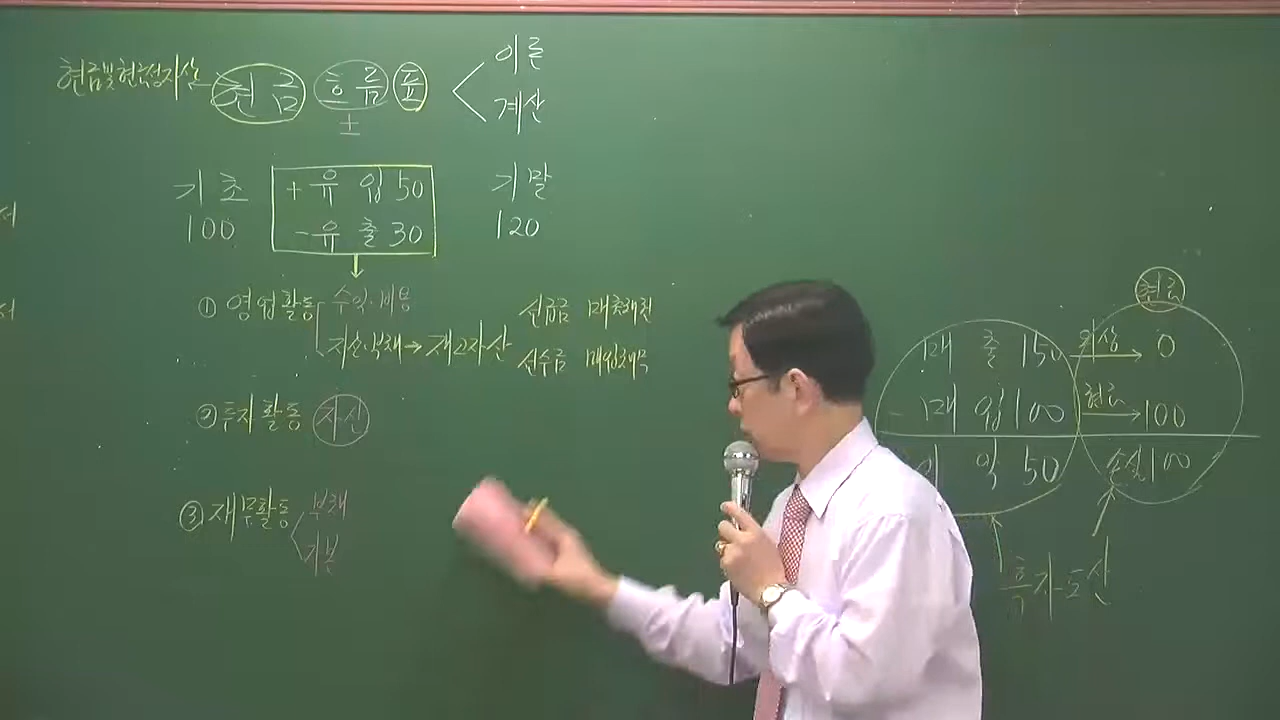 현금및현금성자산 현금 흐름 표 이론
± 계산
기초 + 유입 50 기말
100 - 유출 30 120
① 영업활동 수익·비용 선급금 매출채권
자산·부채→재고자산 선수금 매입채무
② 투자활동 자산
③ 재무활동 부채
자본
현금
매출 150 외상 0
- 매입 100 현금 100
이익 50 손실 100
흑자도산
서
서